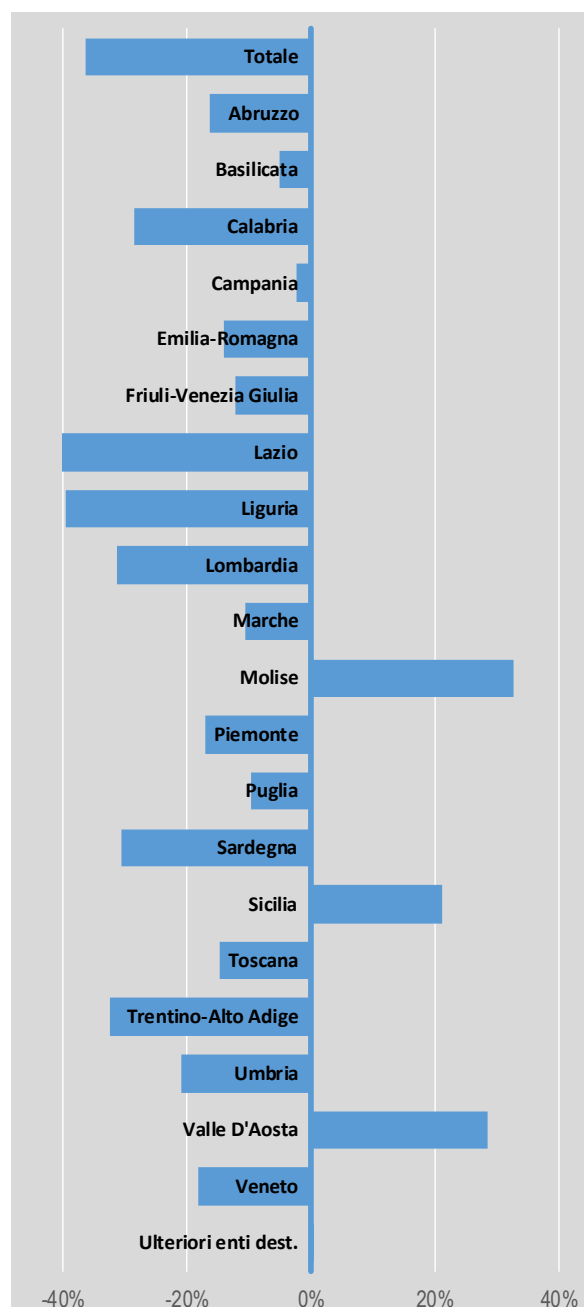 Totale
Abruzzo
Basilicata
Calabria
Campania
Emilia-Romagna
Friuli-Venezia Giulia
Lazio
Liguria
Lombardia
Marche
Molise
Piemonte
Puglia
Sardegna
Sicilia
Toscana
Trentino-Alto Adige
Umbria
Valle D'Aosta
Veneto
Ulteriori enti dest.
-40% -20% 0% 20% 40%